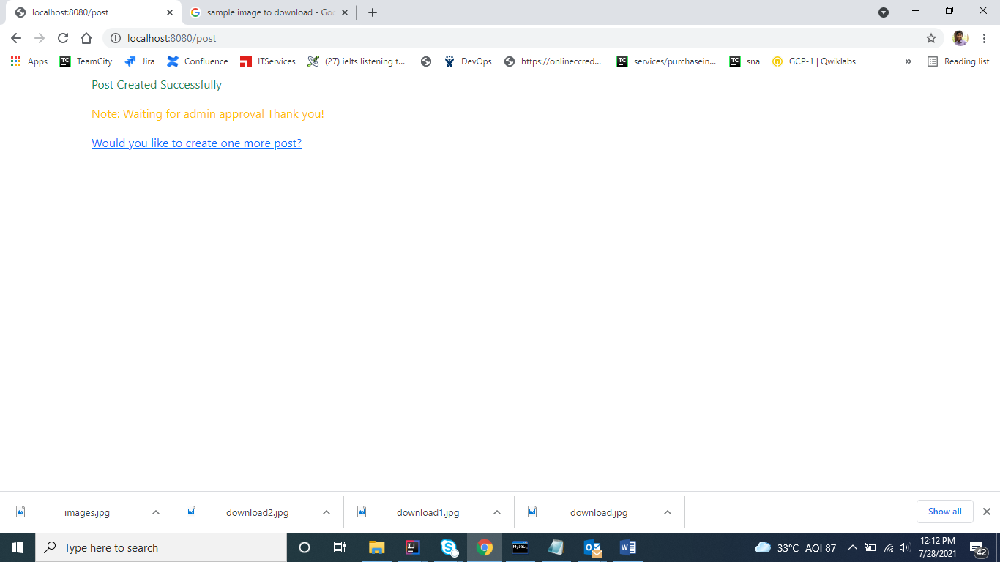 localhost:8080/post
sample image to download - Goo
localhost:8080/post
Apps TeamCity Jira Confluence ITServices (27) ielts listening t... DevOps https://onlineccred... services/purchasein... sna GCP-1 | Qwiklabs » Reading list
Post Created Successfully
Note: Waiting for admin approval Thank you!
Would you like to create one more post?
images.jpg download2.jpg download1.jpg download.jpg Show all
Type here to search 33°C AQI 87 12:12 PM
7/28/2021 42